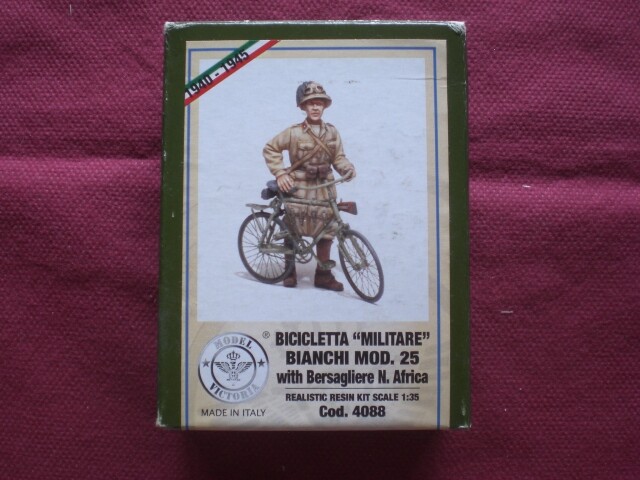 1940 - 1945
MODEL
VICTORIA
®
MADE IN ITALY
BICICLETTA “MILITARE”
BIANCHI MOD. 25
with Bersagliere N. Africa
REALISTIC RESIN KIT SCALE 1:35
Cod. 4088